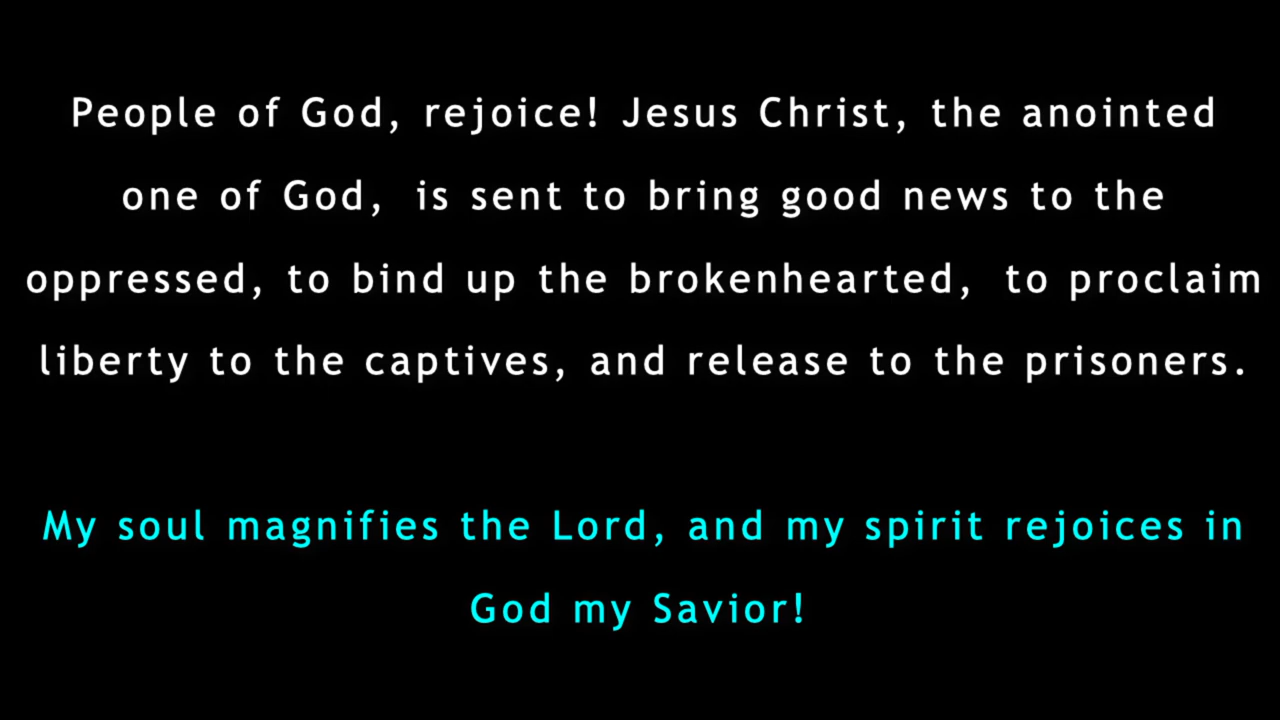 People of God, rejoice! Jesus Christ, the anointed
one of God, is sent to bring good news to the
oppressed, to bind up the brokenhearted, to proclaim
liberty to the captives, and release to the prisoners.
My soul magnifies the Lord, and my spirit rejoices in
God my Savior!